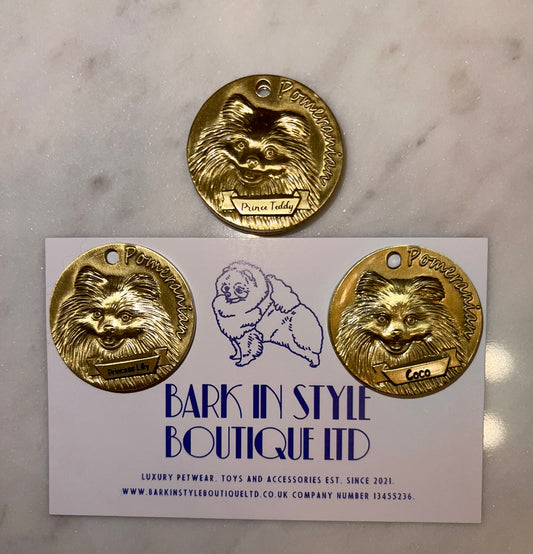 Pomeranian
Prince Teddy
Pomeranian
Princess Lilly
Pomeranian
Coco
BARK IN STYLE
BOUTIQUE LTD
LUXURY PETWEAR. TOYS AND ACCESSORIES EST. SINCE 2021.
WWW.BARKINSTYLEBOUTIQUELTD.CO.UK COMPANY NUMBER 13455236.